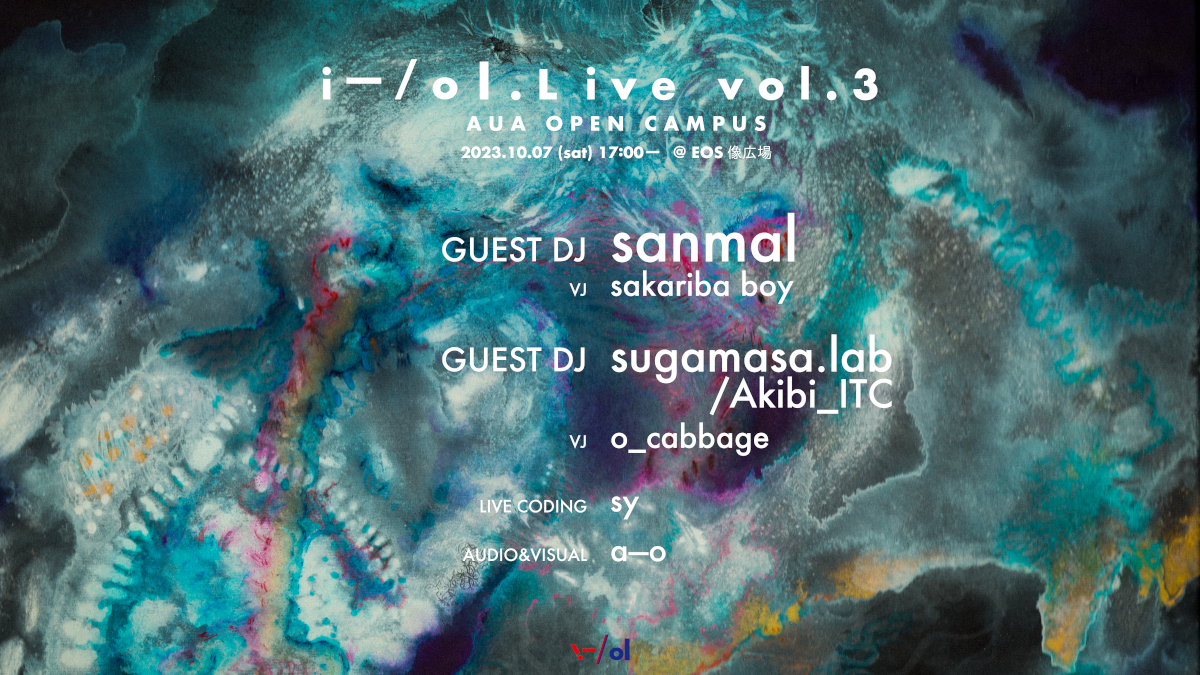 i—/ol.Live vol.3
AUA OPEN CAMPUS
2023.10.07 (sat) 17:00— @ EOS 像広場
GUEST DJ sanmal
VJ sakariba boy
GUEST DJ sugamasa.lab
/Akibi_ITC
VJ o_cabbage
LIVE CODING sy
AUDIO&VISUAL a—o
i—/ol